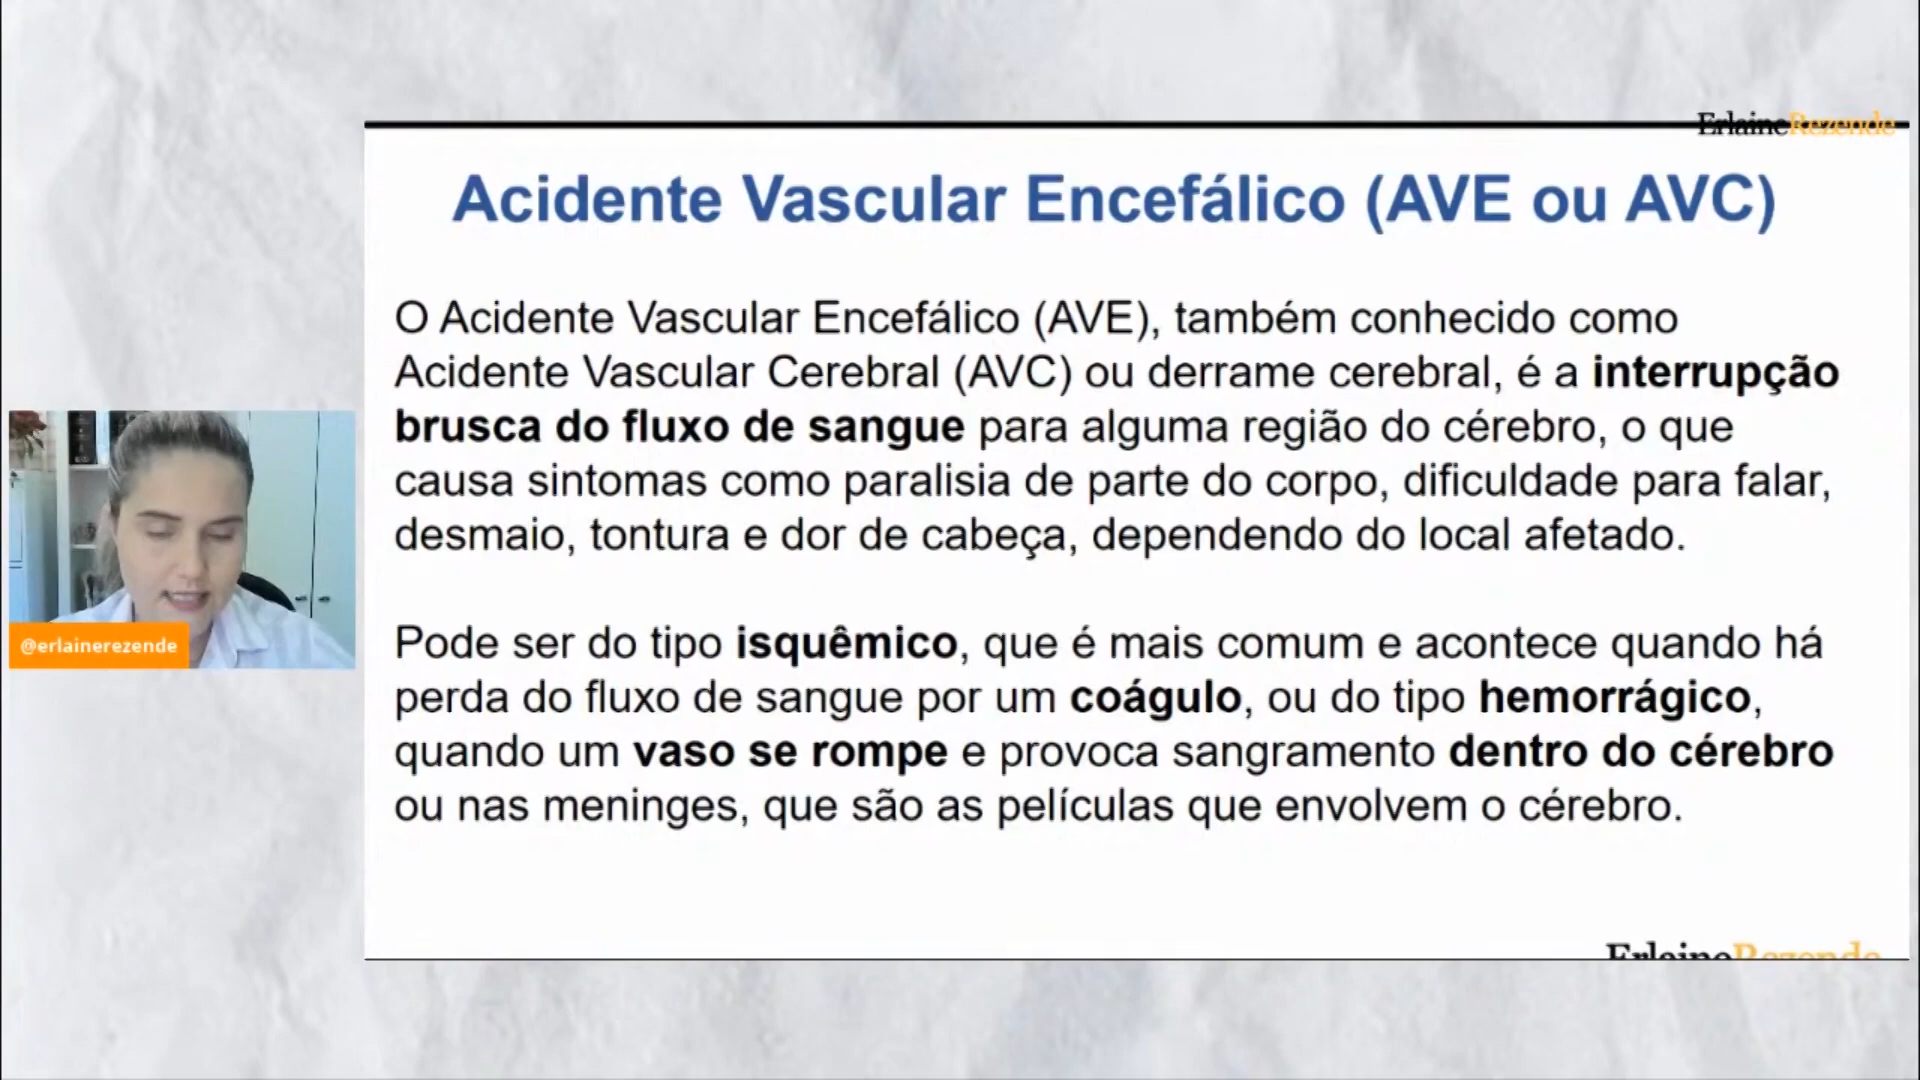 ErlaineRezende
Acidente Vascular Encefálico (AVE ou AVC)
O Acidente Vascular Encefálico (AVE), também conhecido como
Acidente Vascular Cerebral (AVC) ou derrame cerebral, é a interrupção
brusca do fluxo de sangue para alguma região do cérebro, o que
causa sintomas como paralisia de parte do corpo, dificuldade para falar,
desmaio, tontura e dor de cabeça, dependendo do local afetado.
Pode ser do tipo isquêmico, que é mais comum e acontece quando há
perda do fluxo de sangue por um coágulo, ou do tipo hemorrágico,
quando um vaso se rompe e provoca sangramento dentro do cérebro
ou nas meninges, que são as películas que envolvem o cérebro.
@erlainerezende
ErlaineRezende